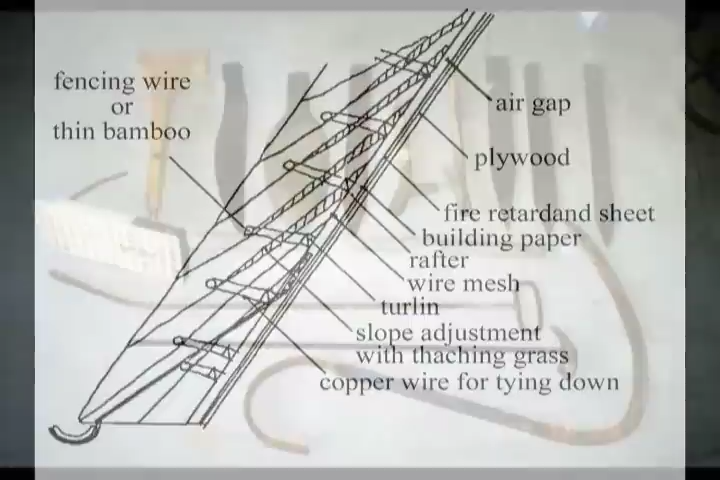 fencing wire
or
thin bamboo
air gap
plywood
fire retardand sheet
building paper
rafter
wire mesh
turlin
slope adjustment
with thaching grass
copper wire for tying down